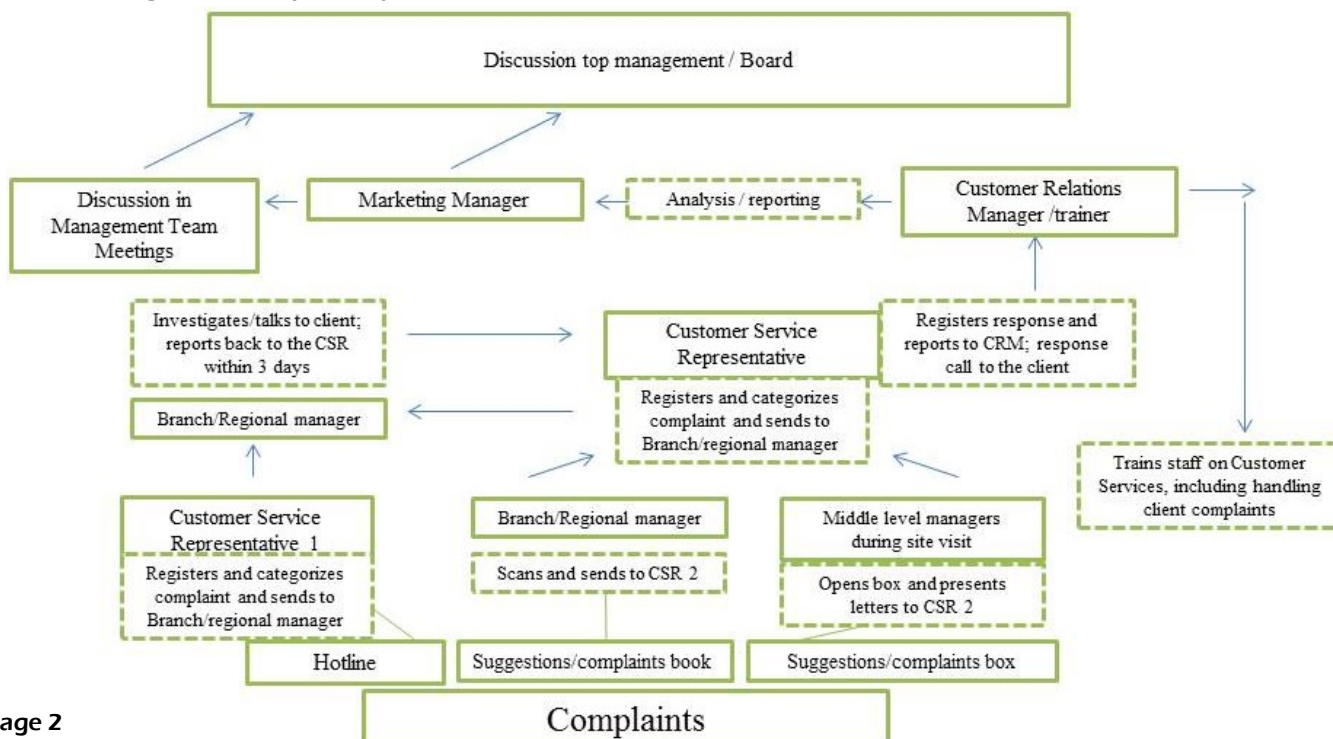 Discussion top management / Board
Discussion in
Management Team
Meetings
Marketing Manager
Analysis / reporting
Customer Relations
Manager /trainer
Investigates/talks to client;
reports back to the CSR
within 3 days
Customer Service
Representative
Registers response and
reports to CRM; response
call to the client
Branch/Regional manager
Registers and categorizes
complaint and sends to
Branch/regional manager
Trains staff on Customer
Services, including handling
client complaints
Customer Service
Representative 1
Registers and categorizes
complaint and sends to
Branch/regional manager
Branch/Regional manager
Scans and sends to CSR 2
Middle level managers
during site visit
Opens box and presents
letters to CSR 2
Hotline
Suggestions/complaints book
Suggestions/complaints box
Complaints
age 2